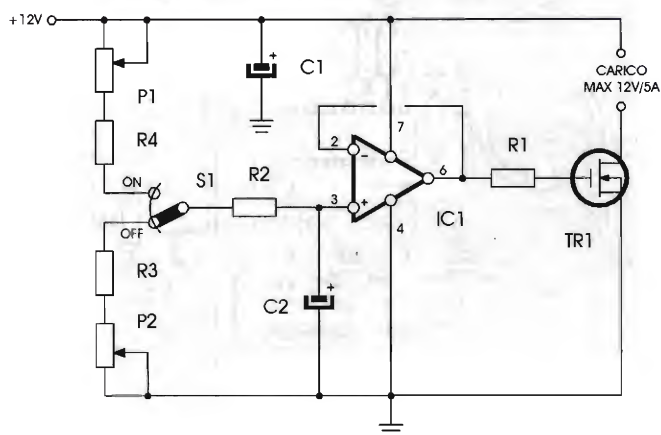 +12V
P1
R4
ON
S1
OFF
R3
P2
C1
+
R2
C2
+
2
-
3
+
7
6
4
IC1
R1
CARICO
MAX 12V/5A
TR1